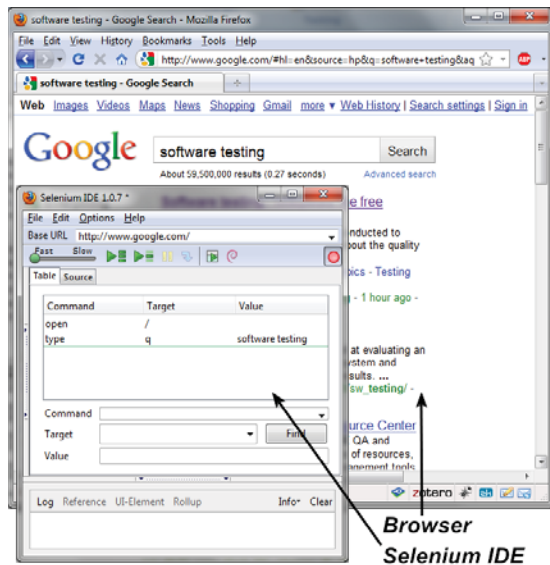 software testing - Google Search - Mozilla Firefox
File Edit View History Bookmarks Tools Help
http://www.google.com/#hl=en&source=hp&q=software+testing&aq
ABP
software testing - Google Search
Web Images Videos Maps News Shopping Gmail more ▾ Web History | Search settings | Sign in
Google software testing Search
About 59,500,000 results (0.27 seconds) Advanced search
e free
nducted to
bout the quality
pics - Testing
- 1 hour ago -
at evaluating an
ystem and
sults. ...
/sw_testing/ -
urce Center
QA and
of resources,
agement tools
zotero
Selenium IDE 1.0.7 *
File Edit Options Help
Base URL http://www.google.com/
Fast Slow
Table Source
Command Target Value
open /
type q software testing
Command
Target Find
Value
Log Reference UI-Element Rollup Info▾ Clear
Browser
Selenium IDE